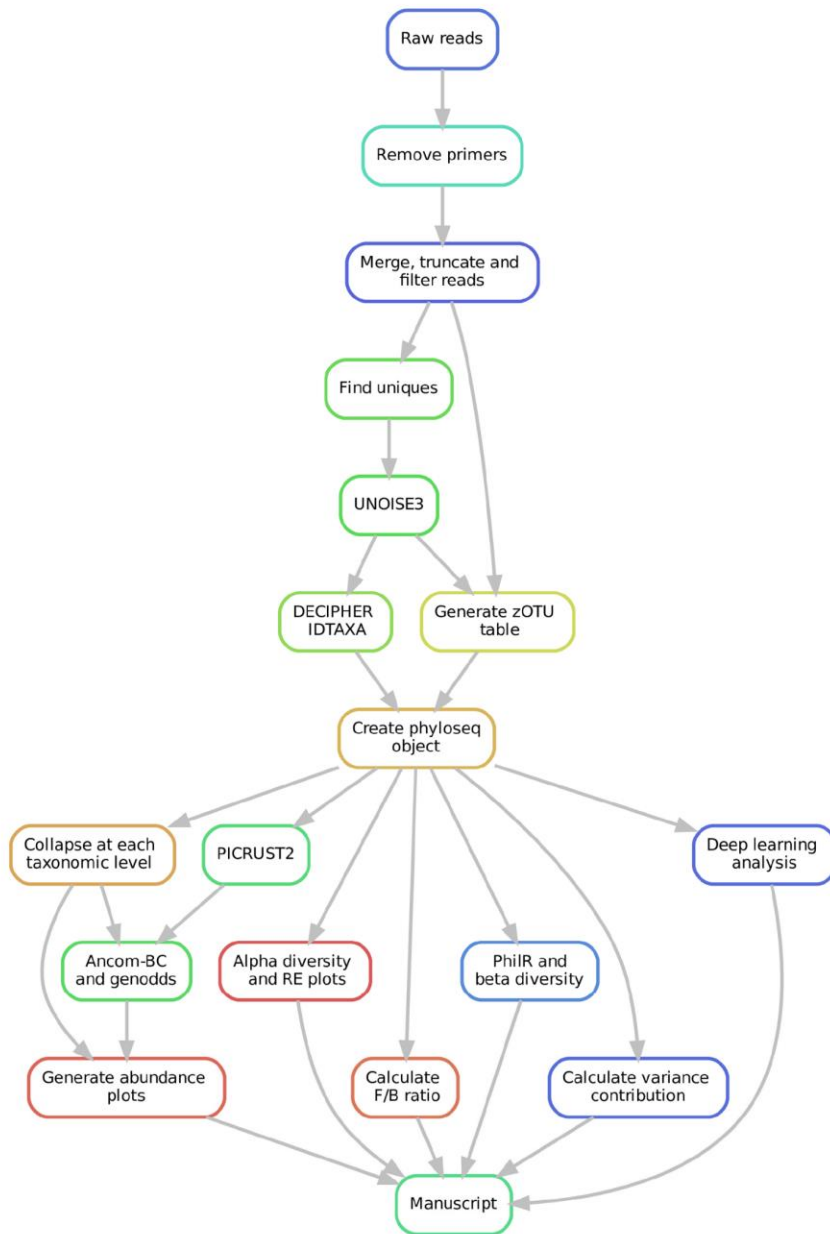 Raw reads
Remove primers
Merge, truncate and
filter reads
Find uniques
UNOISE3
DECIPHER
IDTAXA
Generate zOTU
table
Create phyloseq
object
Collapse at each
taxonomic level
PICRUST2
Deep learning
analysis
Ancom-BC
and genodds
Alpha diversity
and RE plots
PhilR and
beta diversity
Generate abundance
plots
Calculate
F/B ratio
Calculate variance
contribution
Manuscript